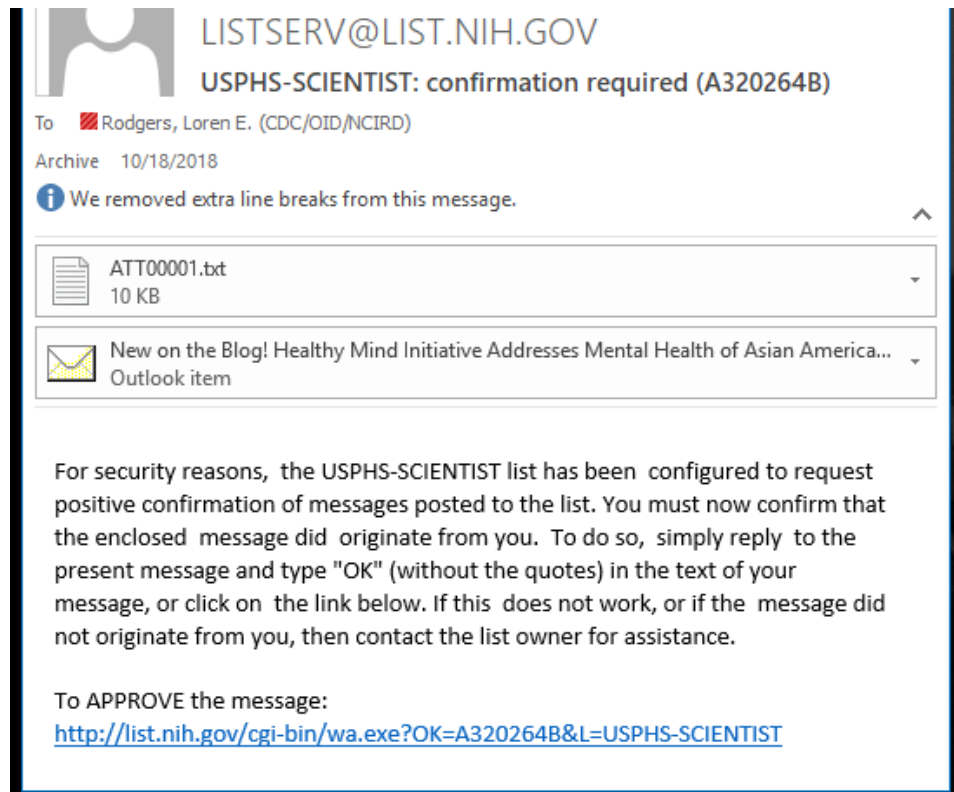 LISTSERV@LIST.NIH.GOV
USPHS-SCIENTIST: confirmation required (A320264B)
To Rodgers, Loren E. (CDC/OID/NCIRD)
Archive 10/18/2018
We removed extra line breaks from this message.
ATT00001.txt
10 KB
New on the Blog! Healthy Mind Initiative Addresses Mental Health of Asian America...
Outlook item
For security reasons, the USPHS-SCIENTIST list has been configured to request
positive confirmation of messages posted to the list. You must now confirm that
the enclosed message did originate from you. To do so, simply reply to the
present message and type "OK" (without the quotes) in the text of your
message, or click on the link below. If this does not work, or if the message did
not originate from you, then contact the list owner for assistance.
To APPROVE the message:
http://list.nih.gov/cgi-bin/wa.exe?OK=A320264B&L=USPHS-SCIENTIST